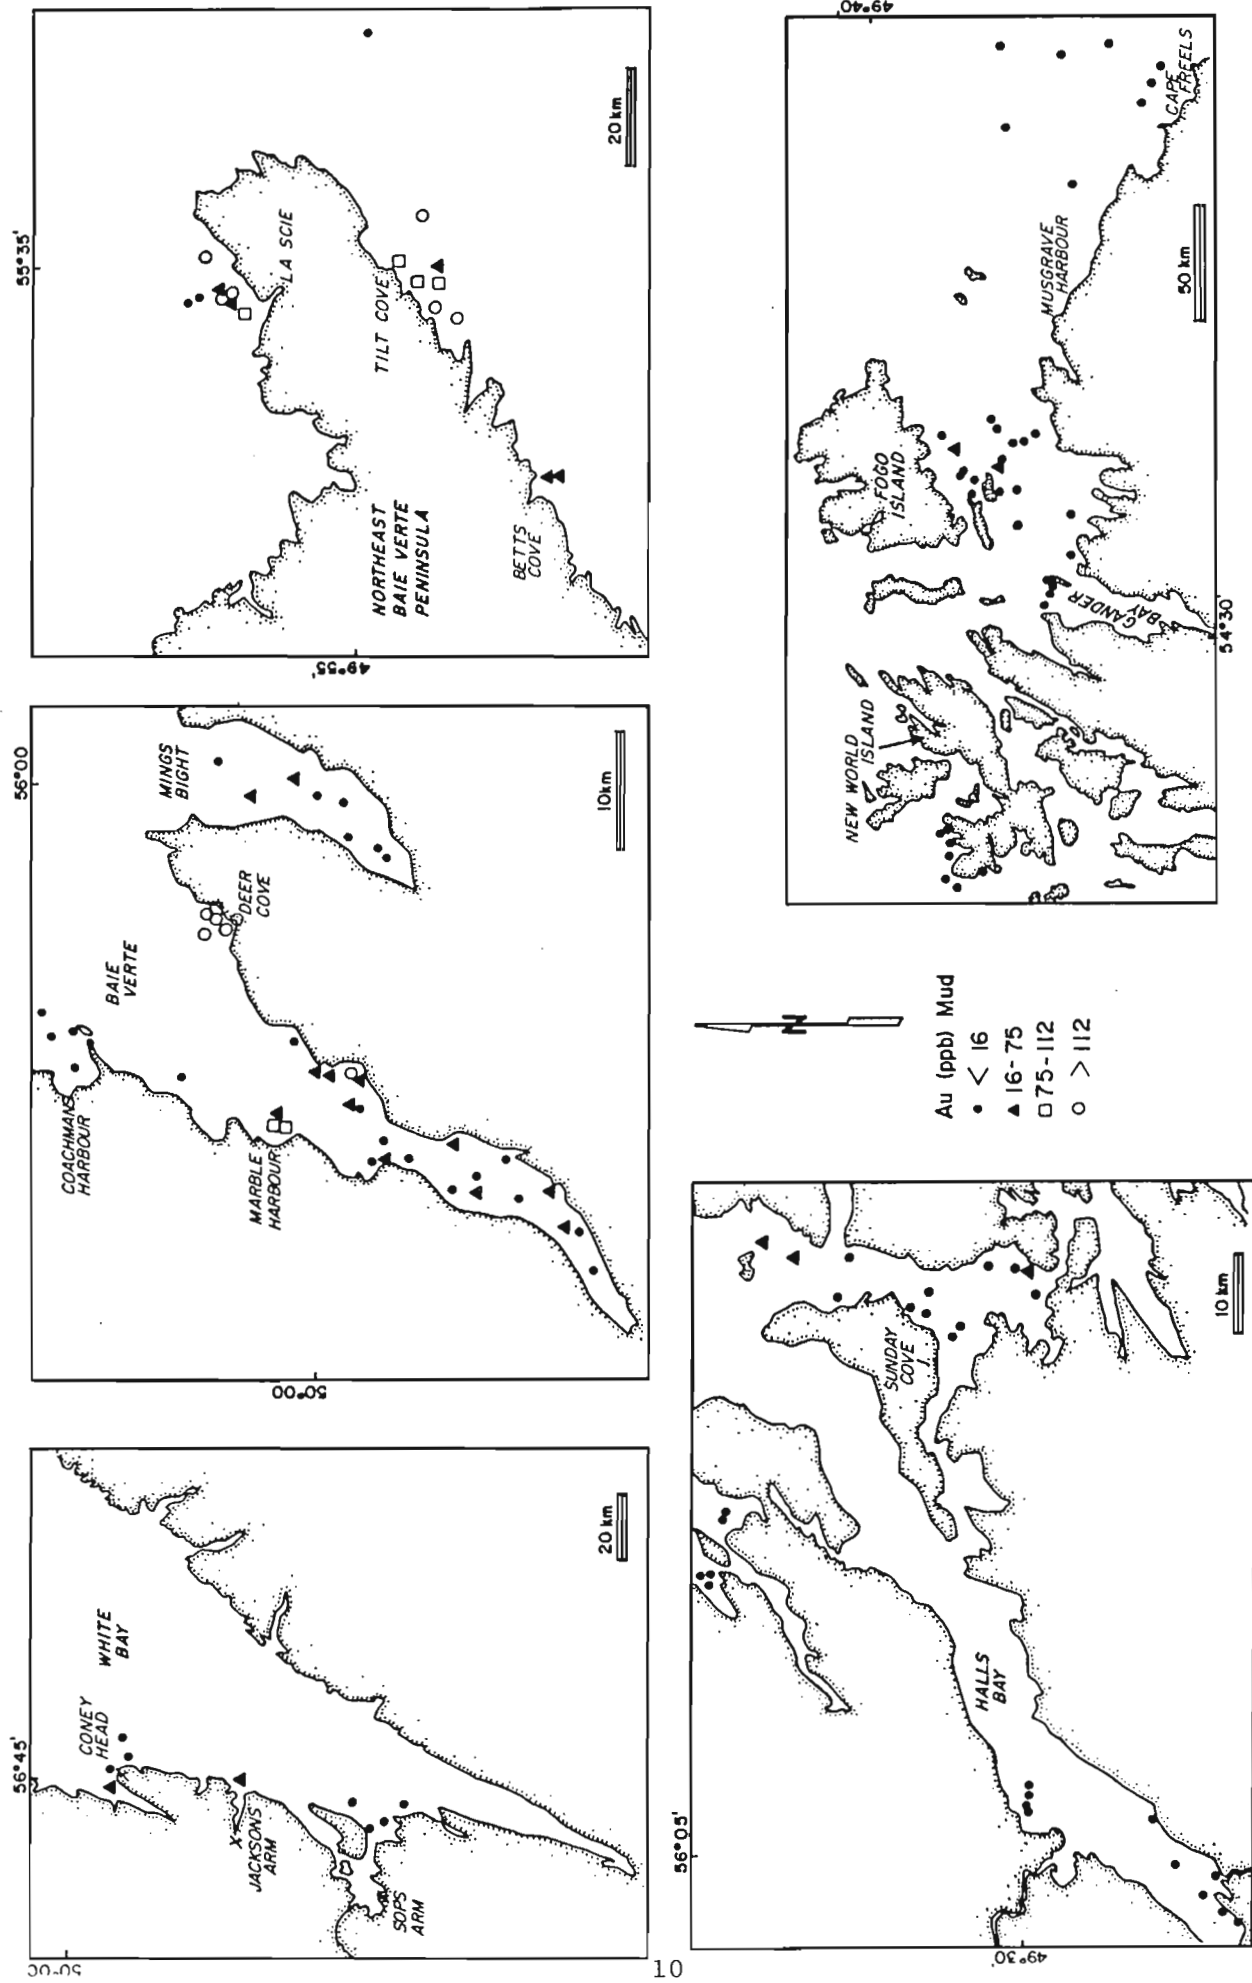 50°00'
56°45'
CONEY
HEAD
WHITE
BAY
X
JACKSONS
ARM
SOPS
ARM
20 km
56°00'
50°00'
COACHMANS
HARBOUR
BAIE
VERTE
MINGS
BIGHT
DEER
COVE
MARBLE
HARBOUR
10km
55°35'
49°55'
LA SCIE
TILT COVE
NORTHEAST
BAIE VERTE
PENINSULA
BETTS
COVE
20 km
56°05'
49°30'
SUNDAY
COVE
I.
HALLS
BAY
10 km
N
Au (ppb) Mud
● < 16
▲ 16-75
□ 75-112
○ > 112
49°40'
54°30'
NEW WORLD
ISLAND
FOGO
ISLAND
GANDER
BAY
MUSGRAVE
HARBOUR
CAPE
FREELS
50 km
10